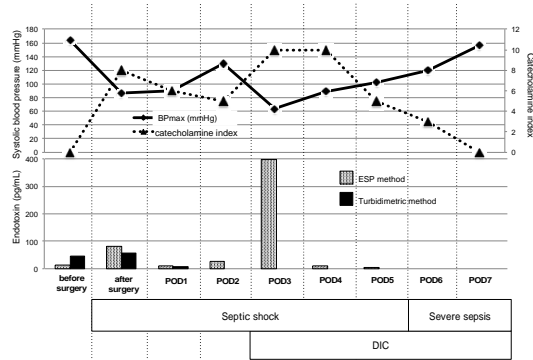 180
160
140
120
100
80
60
40
20
0
Systolic blood pressure (mmHg)
12
10
8
6
4
2
0
Catecholamine index
BPmax (mmHg)
catecholamine index
400
300
200
100
0
Endotoxin (pg/mL)
ESP method
Turbidimetric method
before surgery
after surgery
POD1
POD2
POD3
POD4
POD5
POD6
POD7
Septic shock
Severe sepsis
DIC